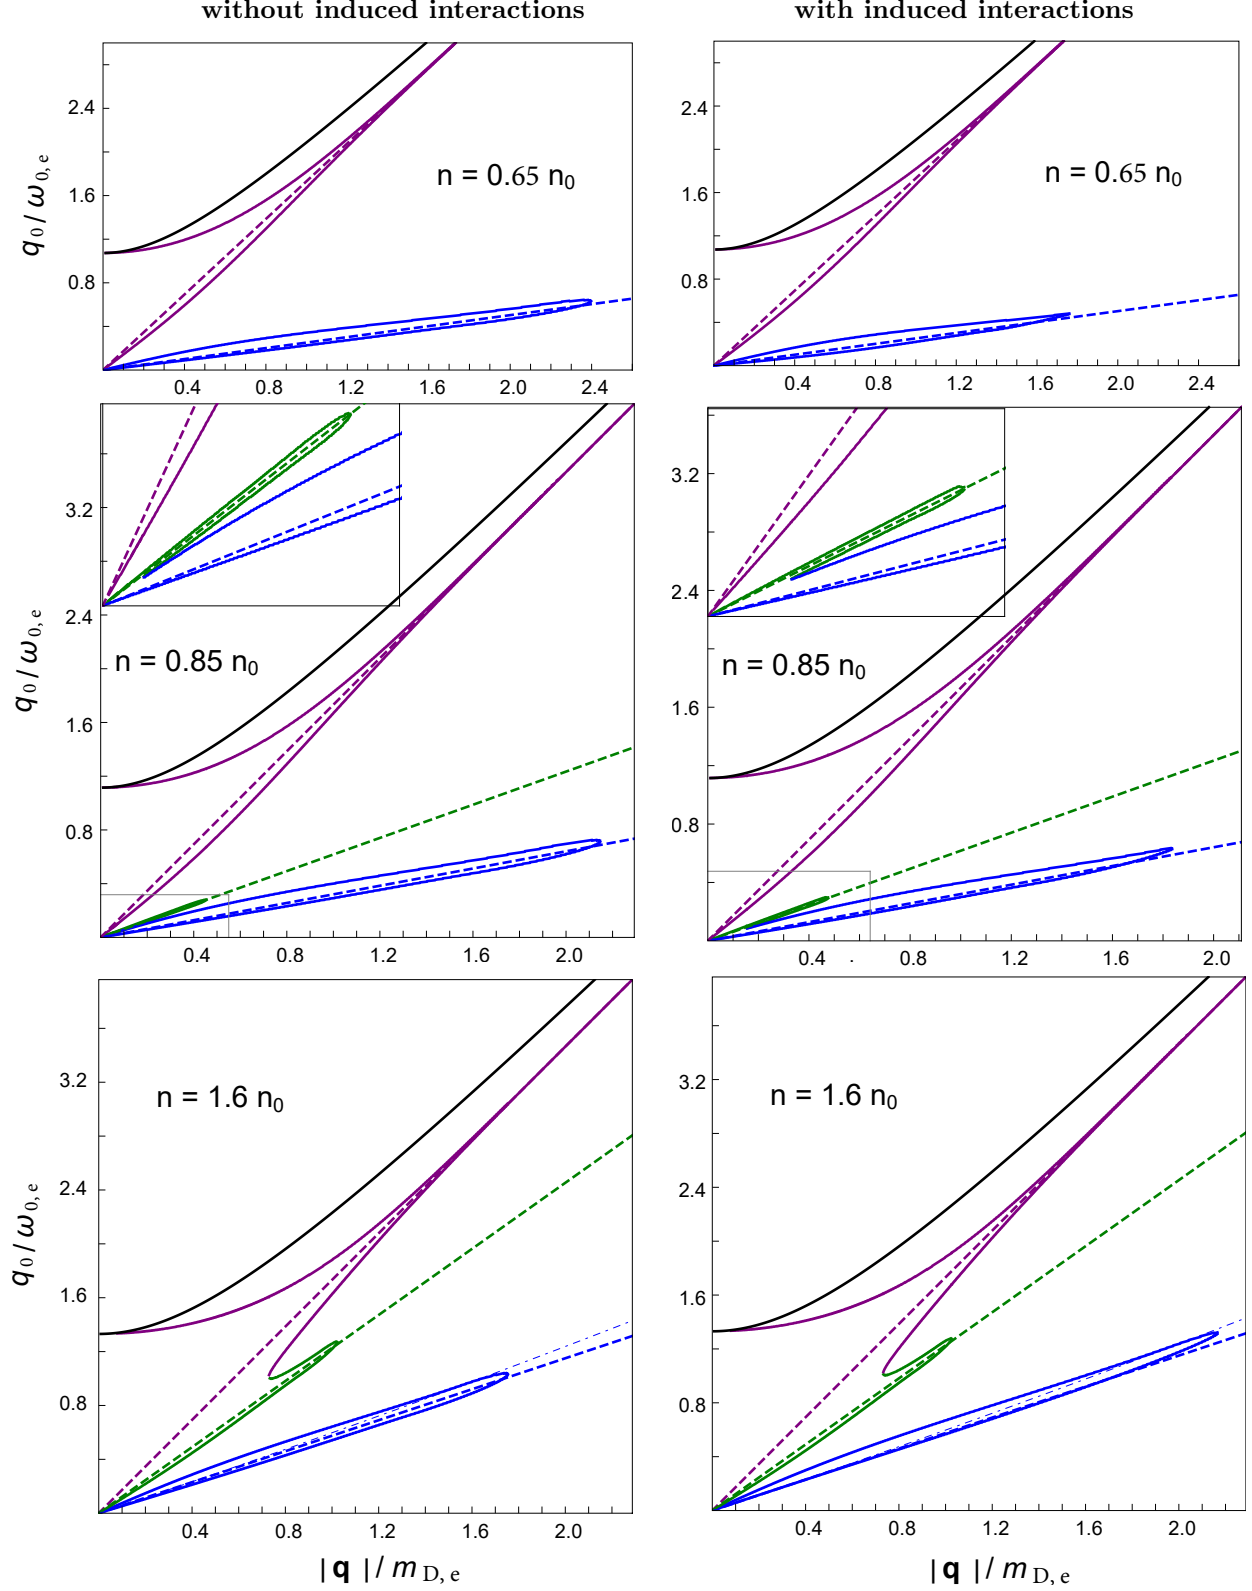 without induced interactions
with induced interactions
q0/ω0, e
2.4
1.6
0.8
n = 0.65 n0
0.4 0.8 1.2 1.6 2.0 2.4
2.4
1.6
0.8
n = 0.65 n0
0.4 0.8 1.2 1.6 2.0 2.4
q0/ω0, e
3.2
2.4
1.6
0.8
n = 0.85 n0
0.4 0.8 1.2 1.6 2.0
3.2
2.4
1.6
0.8
n = 0.85 n0
0.4 0.8 1.2 1.6 2.0
q0/ω0, e
3.2
2.4
1.6
0.8
n = 1.6 n0
0.4 0.8 1.2 1.6 2.0
|q|/mD, e
3.2
2.4
1.6
0.8
n = 1.6 n0
0.4 0.8 1.2 1.6 2.0
|q|/mD, e